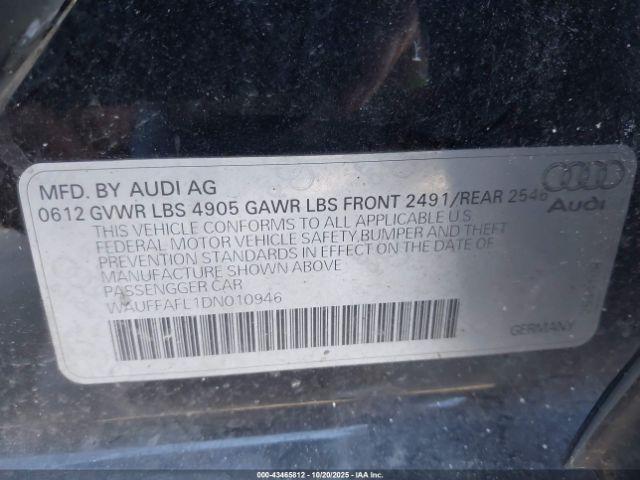 MFD. BY AUDI AG
0612 GVWR LBS 4905 GAWR LBS FRONT 2491/REAR 2546
THIS VEHICLE CONFORMS TO ALL APPLICABLE U.S.
FEDERAL MOTOR VEHICLE SAFETY,BUMPER AND THEFT
PREVENTION STANDARDS IN EFFECT ON THE DATE OF
MANUFACTURE SHOWN ABOVE
PASSENGGER CAR
WAUFFAFL1DN010946
Audi
GERMANY
000-43465812 | 10/20/2025 | IAA, Inc.